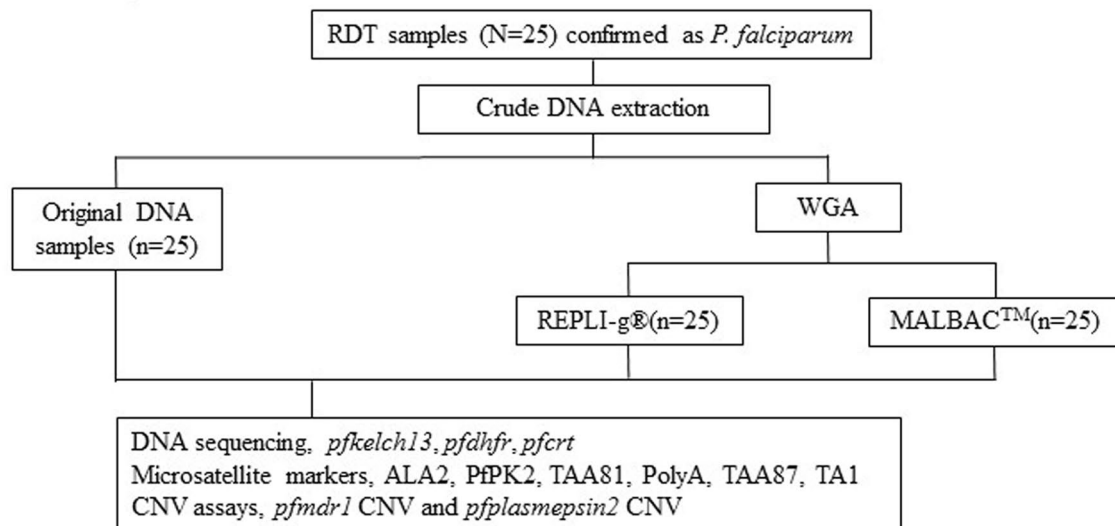 RDT samples (N=25) confirmed as P. falciparum
Crude DNA extraction
Original DNA
samples (n=25)
WGA
REPLI-g®(n=25)
MALBAC™(n=25)
DNA sequencing, pfkelch13, pfdhfr, pfcrt
Microsatellite markers, ALA2, PfPK2, TAA81, PolyA, TAA87, TA1
CNV assays, pfmdr1 CNV and pfplasmepsin2 CNV